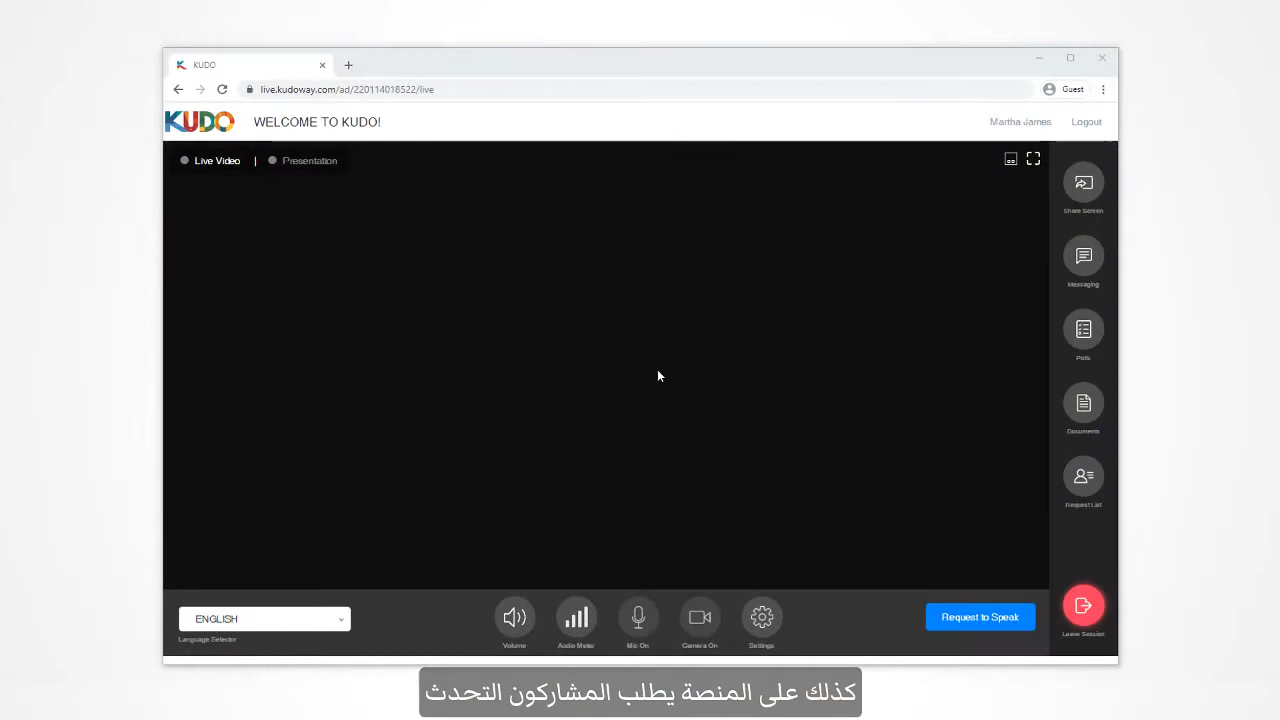 KUDO
live.kudoway.com/ad/220114018522/live
Guest
KUDO
WELCOME TO KUDO!
Martha James
Logout
Live Video | Presentation
Share Screen
Messaging
Polls
Documents
Request List
Leave Session
ENGLISH
Language Selector
Volume
Audio Meter
Mic On
Camera On
Settings
Request to Speak
كذلك على المنصة يطلب المشاركون التحدث